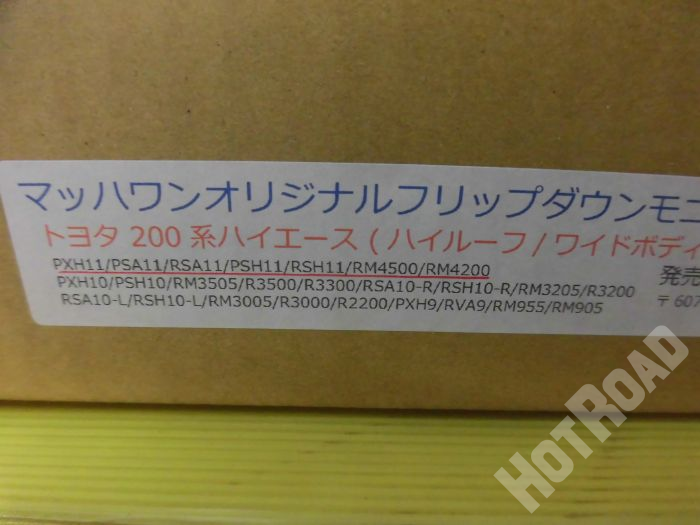 マッハワンオリジナルフリップダウンモニ
トヨタ 200 系ハイエース ( ハイルーフ / ワイドボディ
PXH11/PSA11/RSA11/PSH11/RSH11/RM4500/RM4200
発売
PXH10/PSH10/RM3505/R3500/R3300/RSA10-R/RSH10-R/RM3205/R3200
〒607
RSA10-L/RSH10-L/RM3005/R3000/R2200/PXH9/RVA9/RM955/RM905
HOTROAD